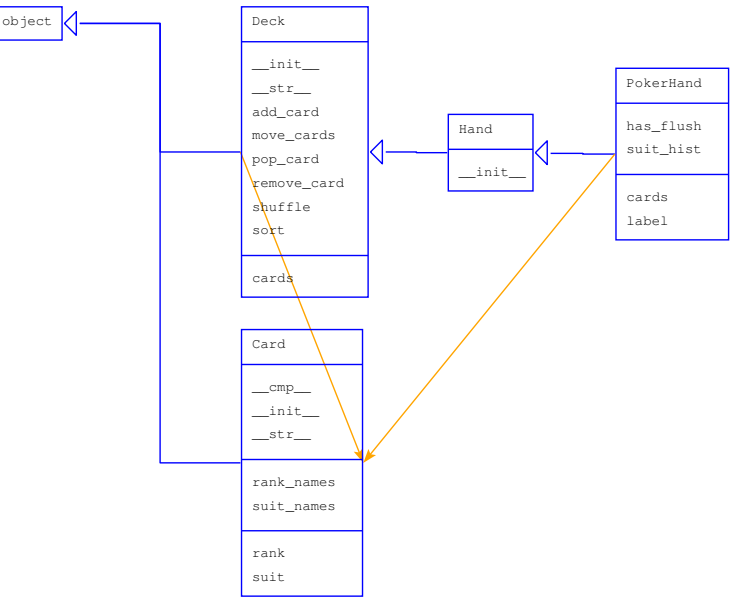 object
Deck
__init__
__str__
add_card
move_cards
pop_card
remove_card
shuffle
sort
cards
Hand
__init__
PokerHand
has_flush
suit_hist
cards
label
Card
__cmp__
__init__
__str__
rank_names
suit_names
rank
suit